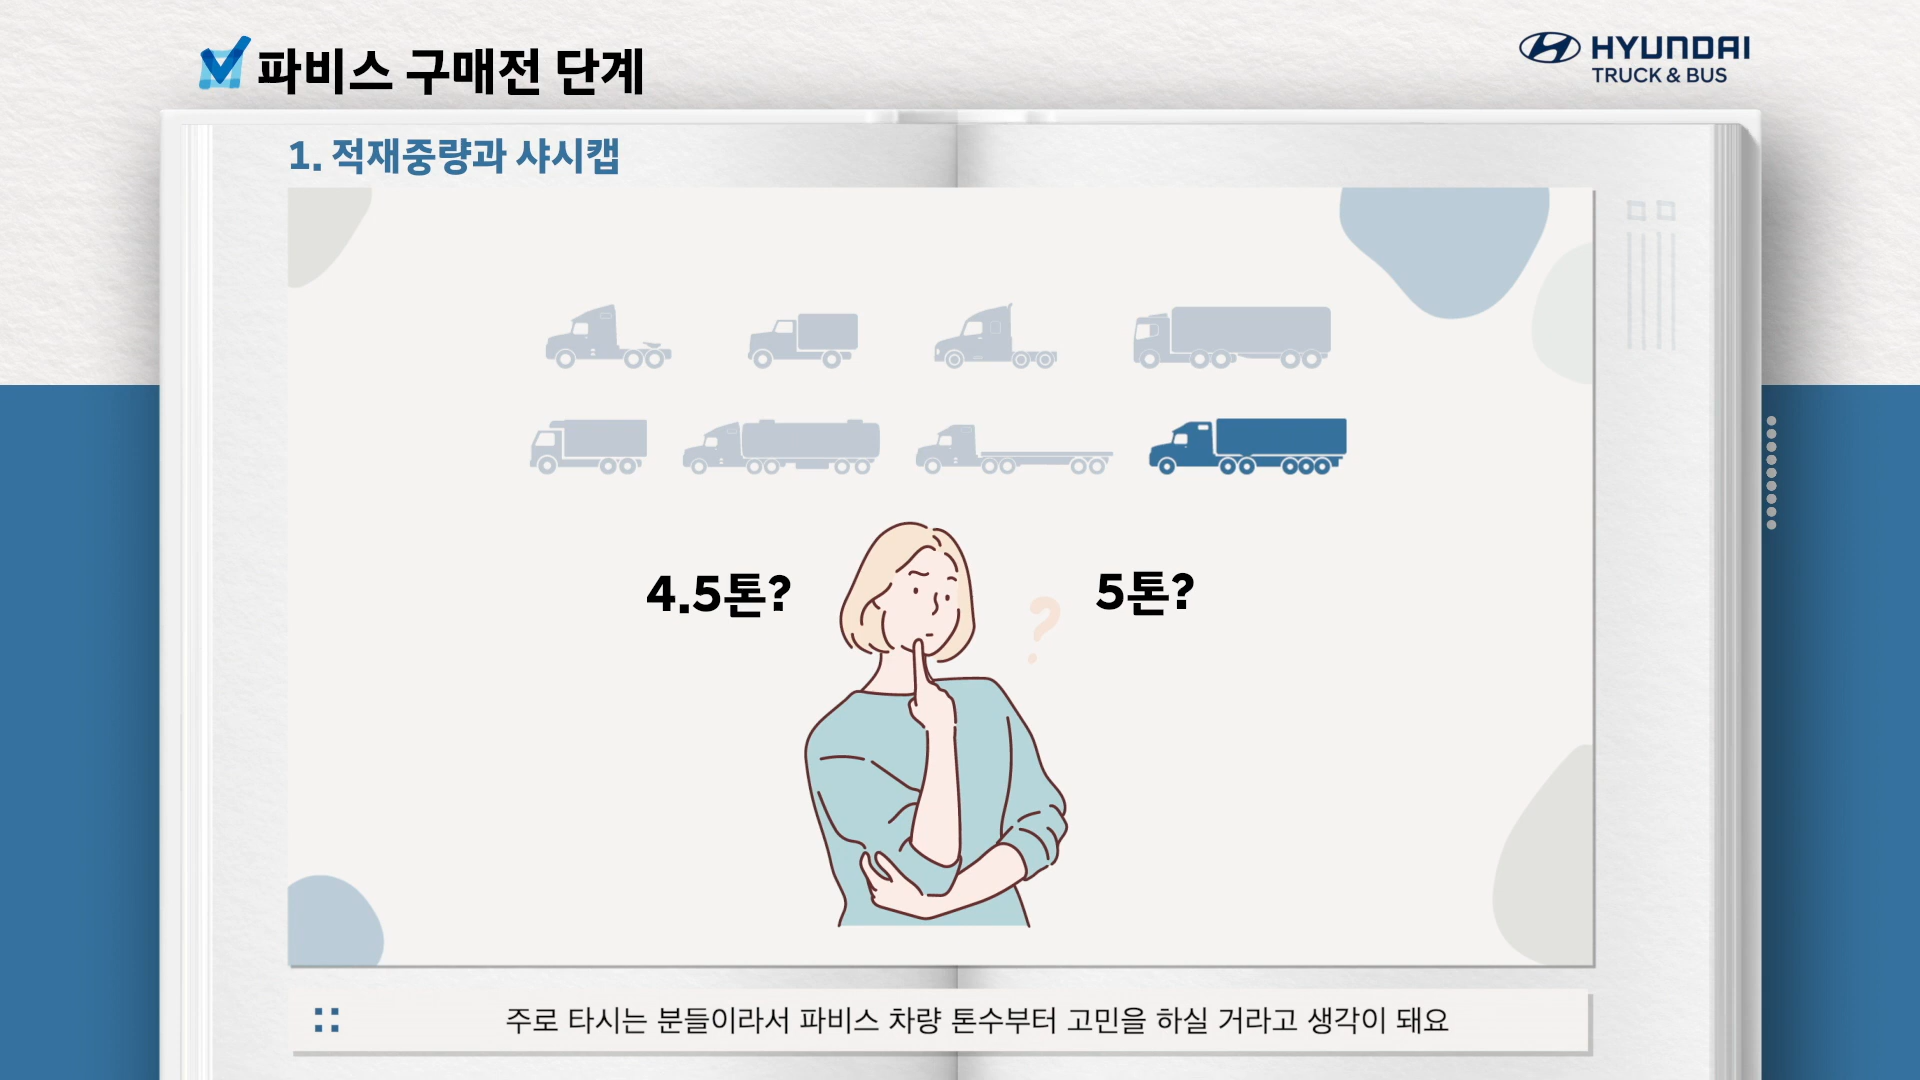 파비스 구매전 단계
HYUNDAI
TRUCK & BUS
1. 적재중량과 샤시캡
4.5톤?
?
5톤?
주로 타시는 분들이라서 파비스 차량 톤수부터 고민을 하실 거라고 생각이 돼요